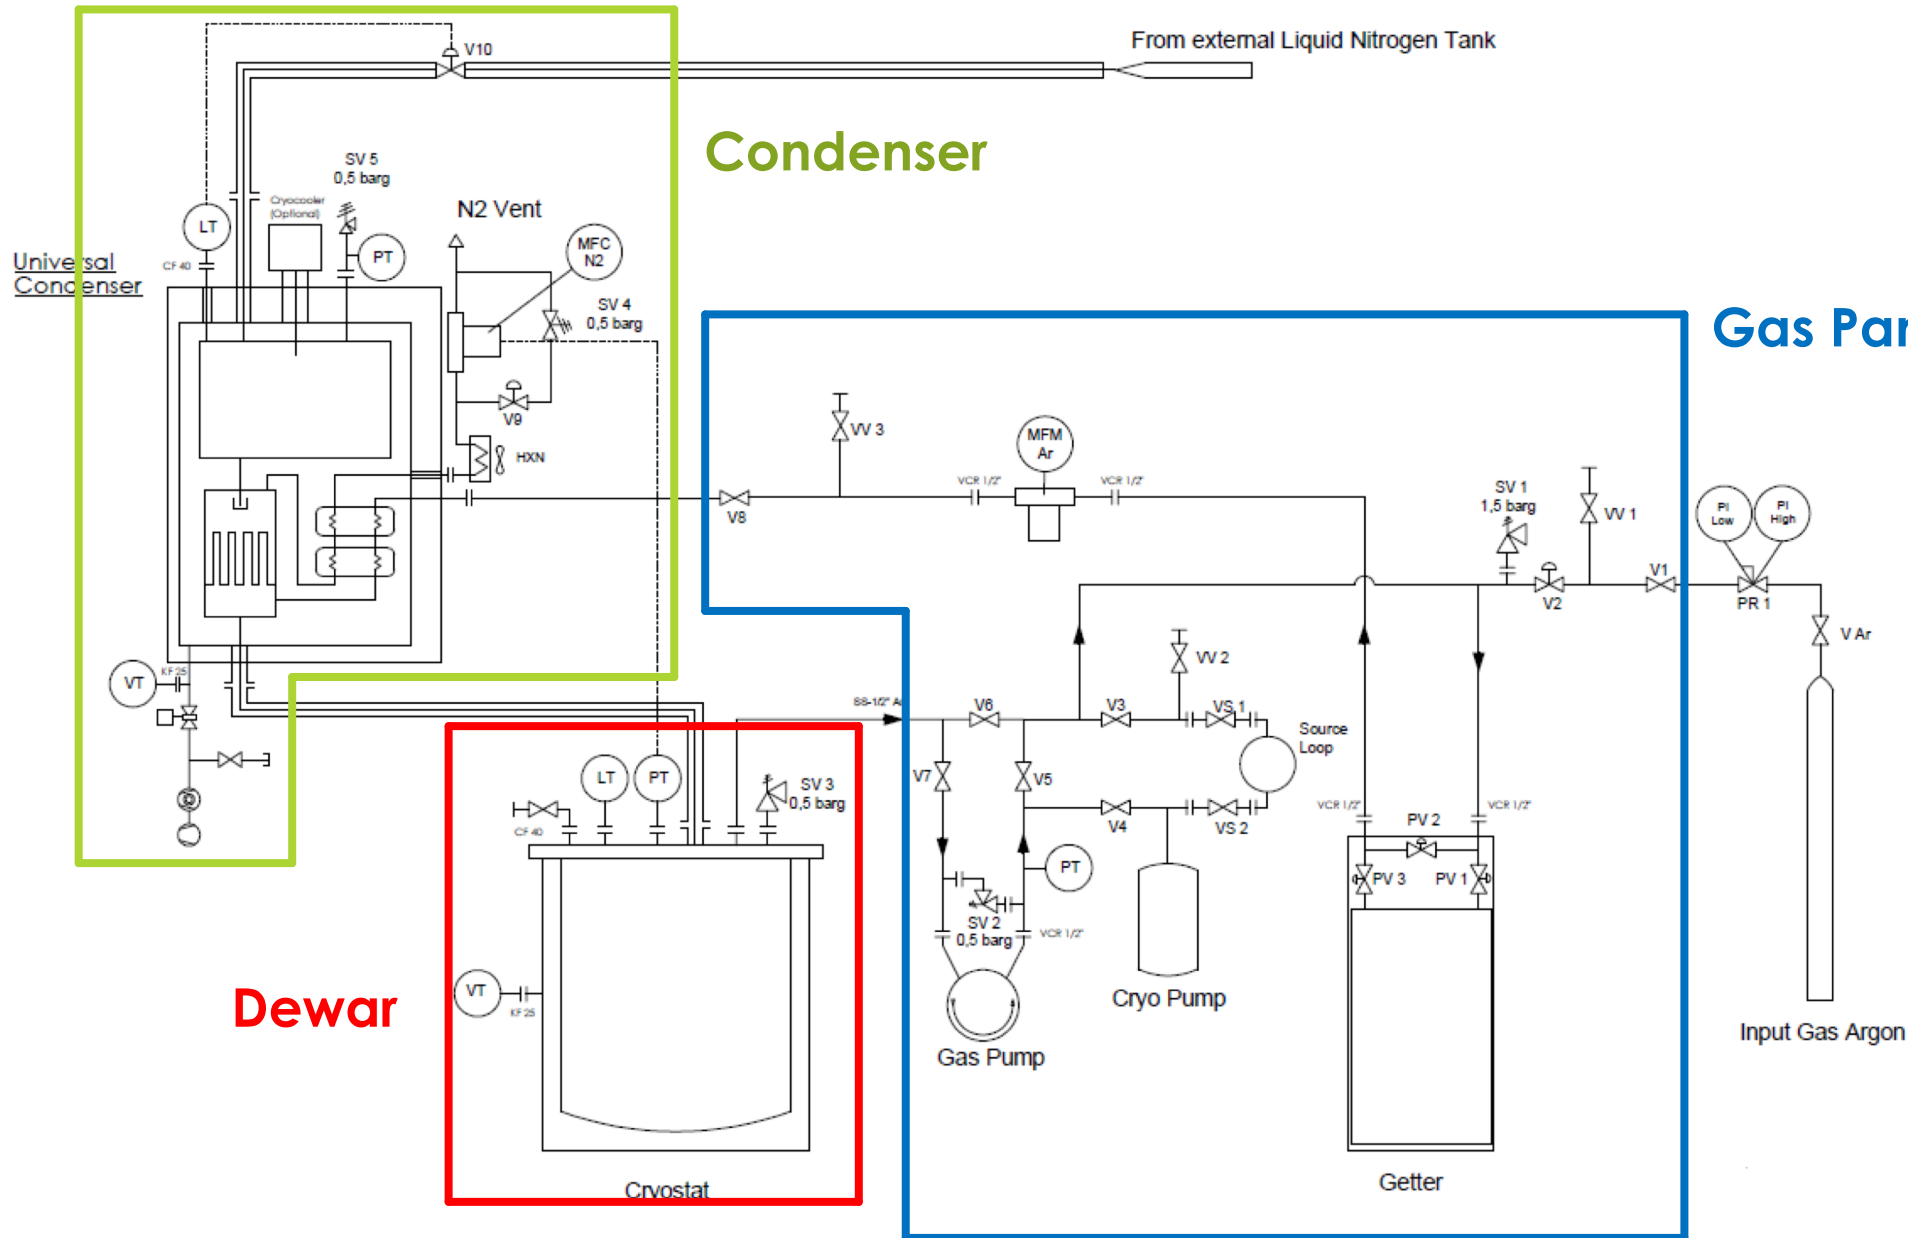 From external Liquid Nitrogen Tank
V10
Condenser
SV 5
0,5 barg
Cryocooler
(Optional)
N2 Vent
LT
PT
MFC
N2
CF 40
Universal
Condenser
SV 4
0,5 barg
Gas Par
V9
HXN
VV 3
MFM
Ar
VCR 1/2"
VCR 1/2"
V8
SV 1
1,5 barg
VV 1
PI
Low
PI
High
V1
V2
PR 1
V Ar
VT
KF 25
VV 2
SS-1/2" A
V6
V3
VS 1
Source
Loop
LT
PT
SV 3
0,5 barg
V7
V5
CF 40
V4
VS 2
VCR 1/2"
VCR 1/2"
PV 2
PT
PV 3
PV 1
SV 2
0,5 barg
VCR 1/2"
VT
KF 25
Dewar
Cryo Pump
Gas Pump
Input Gas Argon
Cryostat
Getter